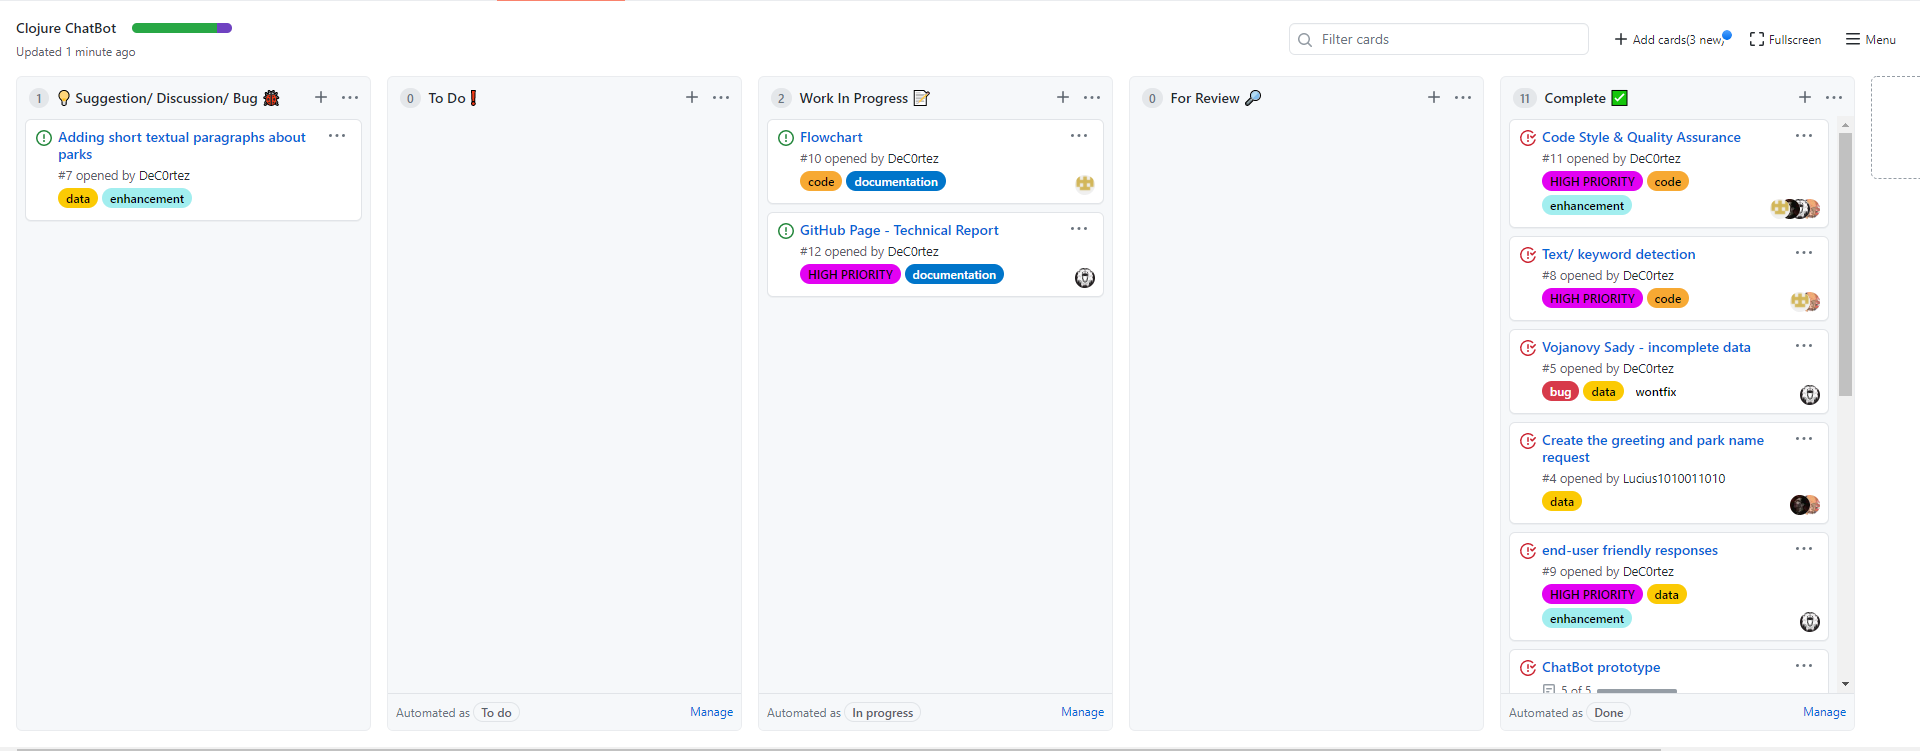 Clojure ChatBot
Updated 1 minute ago
Filter cards
Add cards(3 new)
Fullscreen
Menu
1 Suggestion/ Discussion/ Bug
Adding short textual paragraphs about
parks
#7 opened by DeC0rtez
data enhancement
0 To Do
Automated as To do Manage
2 Work In Progress
Flowchart
#10 opened by DeC0rtez
code documentation
GitHub Page - Technical Report
#12 opened by DeC0rtez
HIGH PRIORITY documentation
Automated as In progress Manage
0 For Review
11 Complete
Code Style & Quality Assurance
#11 opened by DeC0rtez
HIGH PRIORITY code
enhancement
Text/ keyword detection
#8 opened by DeC0rtez
HIGH PRIORITY code
Vojanovy Sady - incomplete data
#5 opened by DeC0rtez
bug data wontfix
Create the greeting and park name
request
#4 opened by Lucius1010011010
data
end-user friendly responses
#9 opened by DeC0rtez
HIGH PRIORITY data
enhancement
ChatBot prototype
5 of 5
Automated as Done Manage